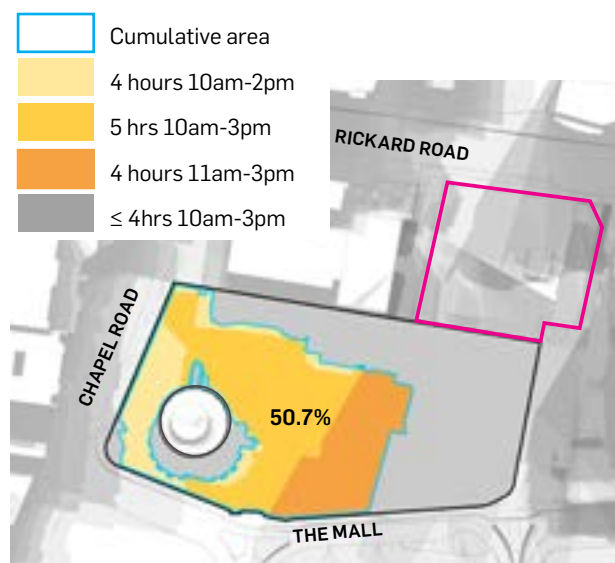 Cumulative area
4 hours 10am-2pm
5 hrs 10am-3pm
4 hours 11am-3pm
≤ 4hrs 10am-3pm
RICKARD ROAD
CHAPEL ROAD
50.7%
THE MALL